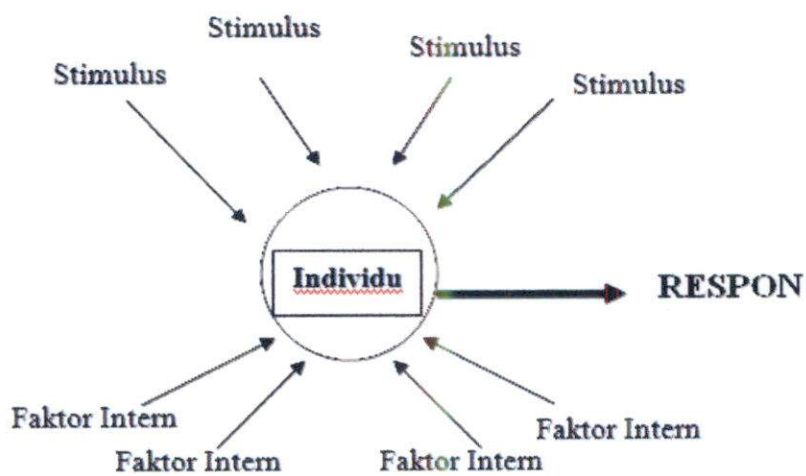 Stimulus
Stimulus
Stimulus
Stimulus
Individu
RESPON
Faktor Intern
Faktor Intern
Faktor Intern
Faktor Intern